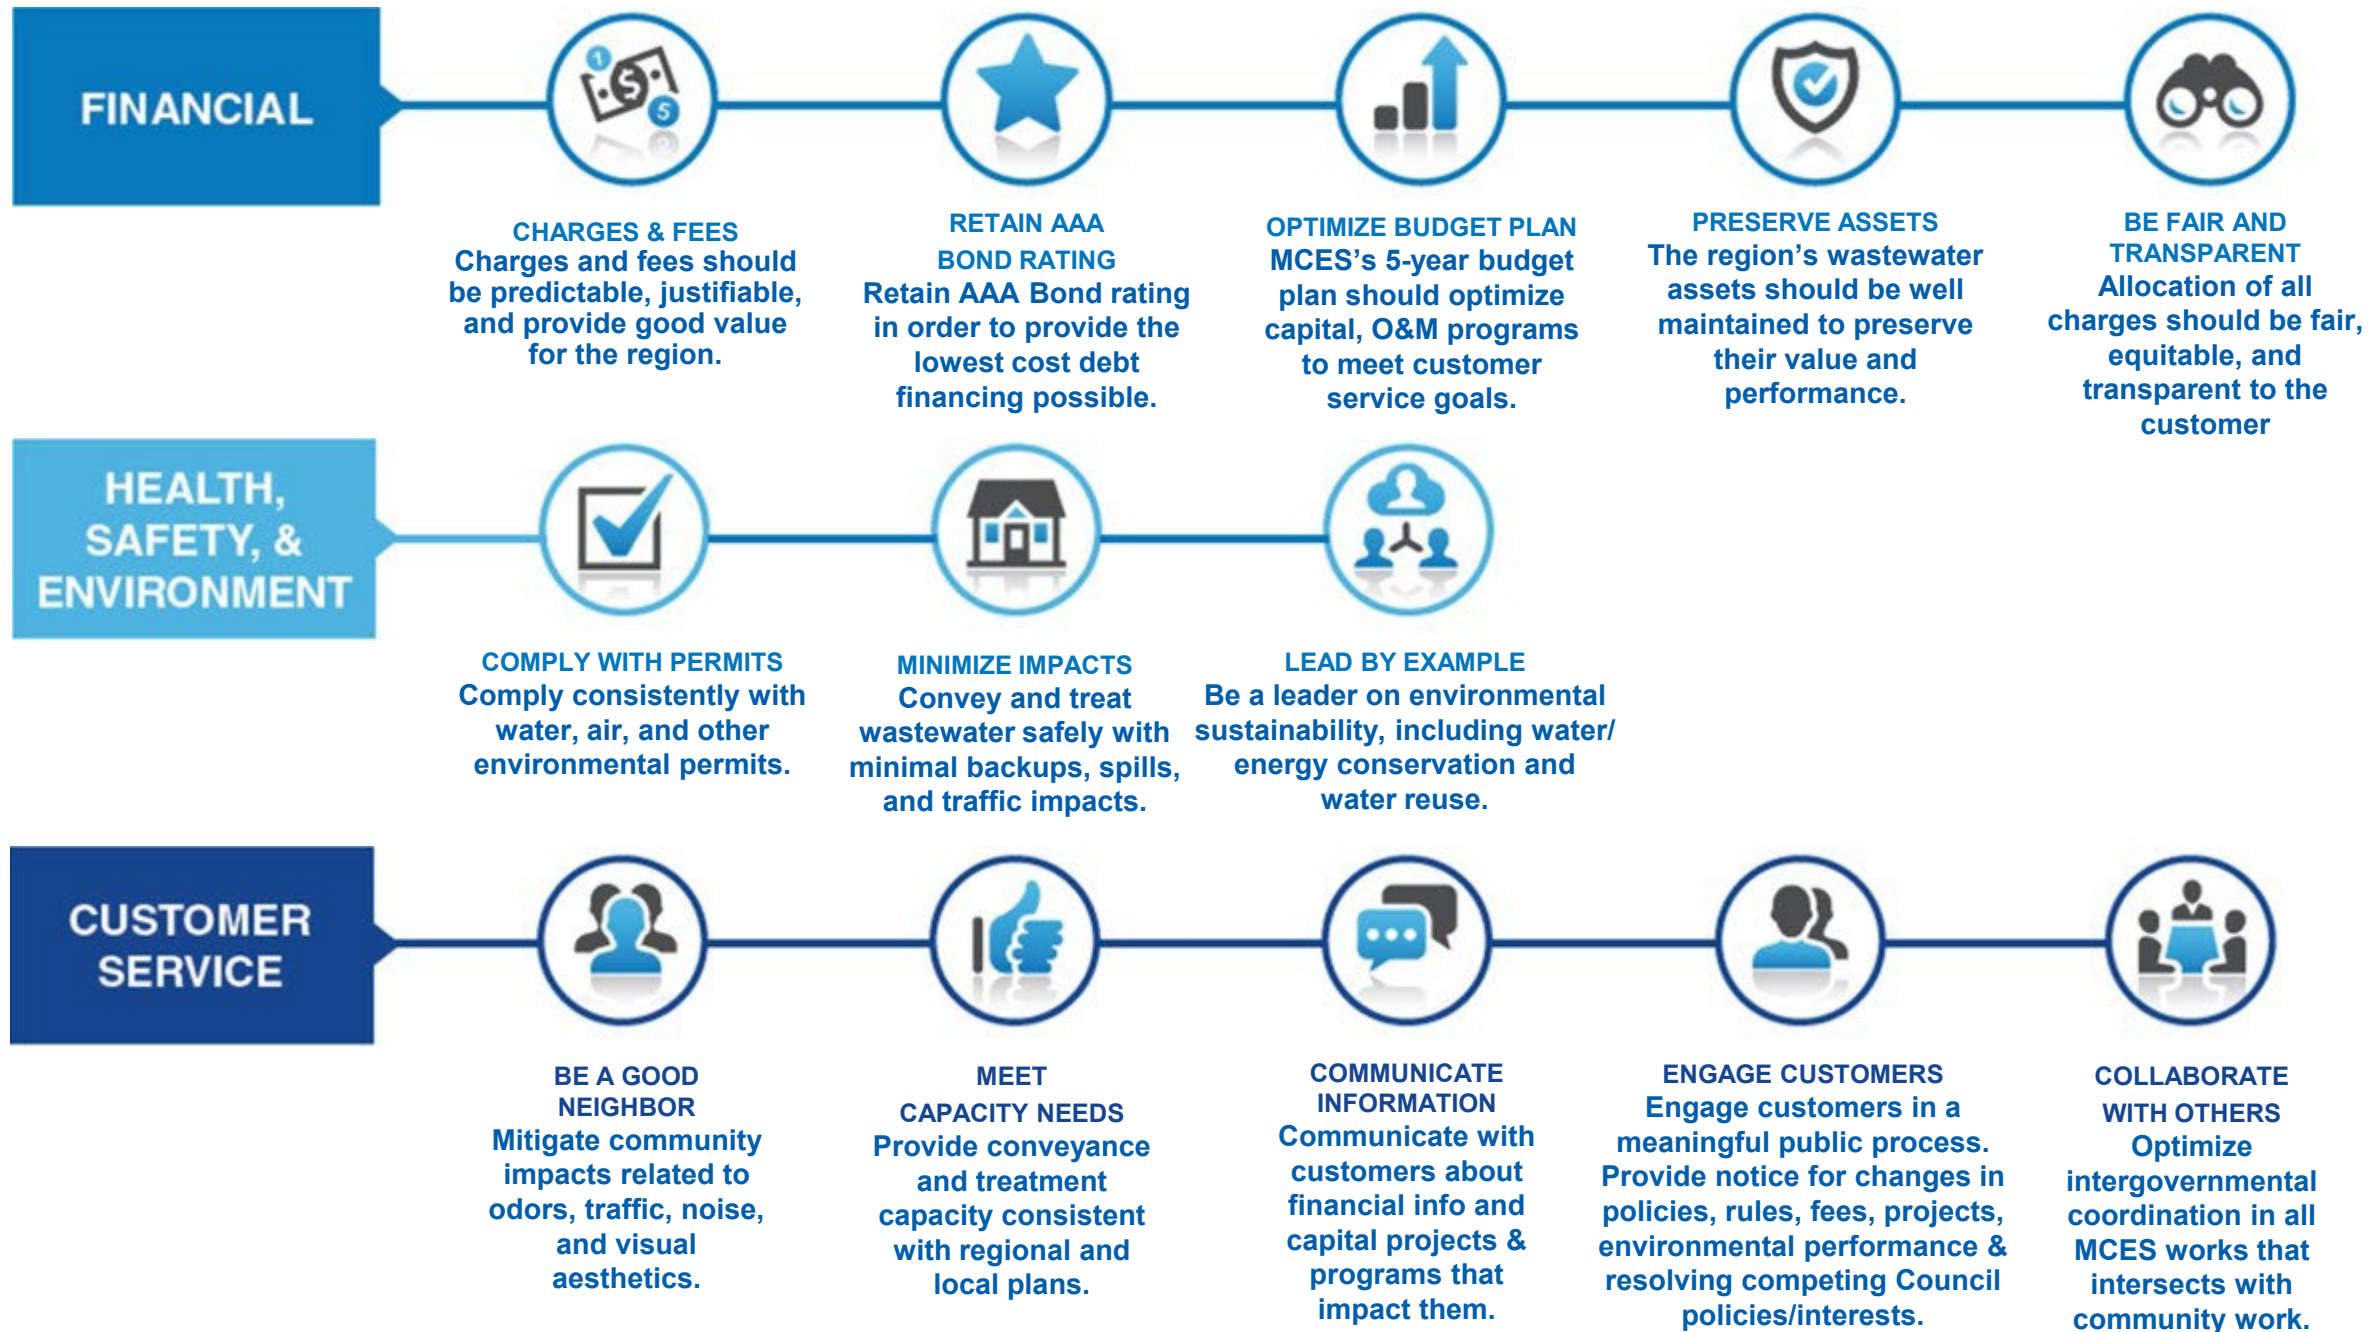 FINANCIAL
1
5
CHARGES & FEES
Charges and fees should
be predictable, justifiable,
and provide good value
for the region.
RETAIN AAA
BOND RATING
Retain AAA Bond rating
in order to provide the
lowest cost debt
financing possible.
OPTIMIZE BUDGET PLAN
MCES’s 5-year budget
plan should optimize
capital, O&M programs
to meet customer
service goals.
PRESERVE ASSETS
The region’s wastewater
assets should be well
maintained to preserve
their value and
performance.
BE FAIR AND
TRANSPARENT
Allocation of all
charges should be fair,
equitable, and
transparent to the
customer
HEALTH,
SAFETY, &
ENVIRONMENT
COMPLY WITH PERMITS
Comply consistently with
water, air, and other
environmental permits.
MINIMIZE IMPACTS
Convey and treat
wastewater safely with
minimal backups, spills,
and traffic impacts.
LEAD BY EXAMPLE
Be a leader on environmental
sustainability, including water/
energy conservation and
water reuse.
CUSTOMER
SERVICE
BE A GOOD
NEIGHBOR
Mitigate community
impacts related to
odors, traffic, noise,
and visual
aesthetics.
MEET
CAPACITY NEEDS
Provide conveyance
and treatment
capacity consistent
with regional and
local plans.
COMMUNICATE
INFORMATION
Communicate with
customers about
financial info and
capital projects &
programs that
impact them.
ENGAGE CUSTOMERS
Engage customers in a
meaningful public process.
Provide notice for changes in
policies, rules, fees, projects,
environmental performance &
resolving competing Council
policies/interests.
COLLABORATE
WITH OTHERS
Optimize
intergovernmental
coordination in all
MCES works that
intersects with
community work.